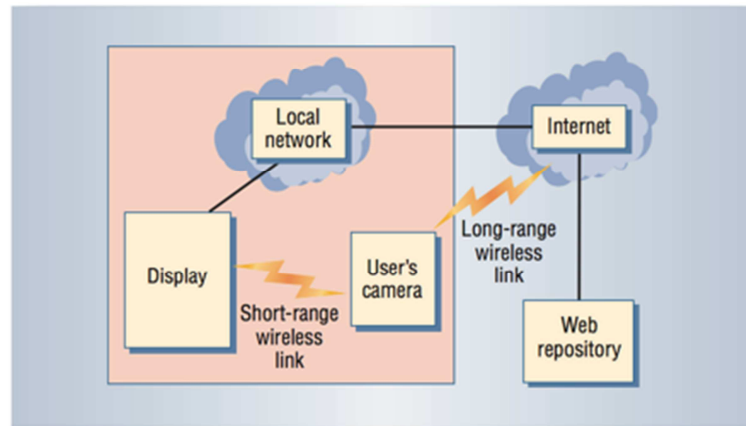 Local
network
Internet
Long-range
wireless
link
Display
User's
camera
Short-range
wireless
link
Web
repository